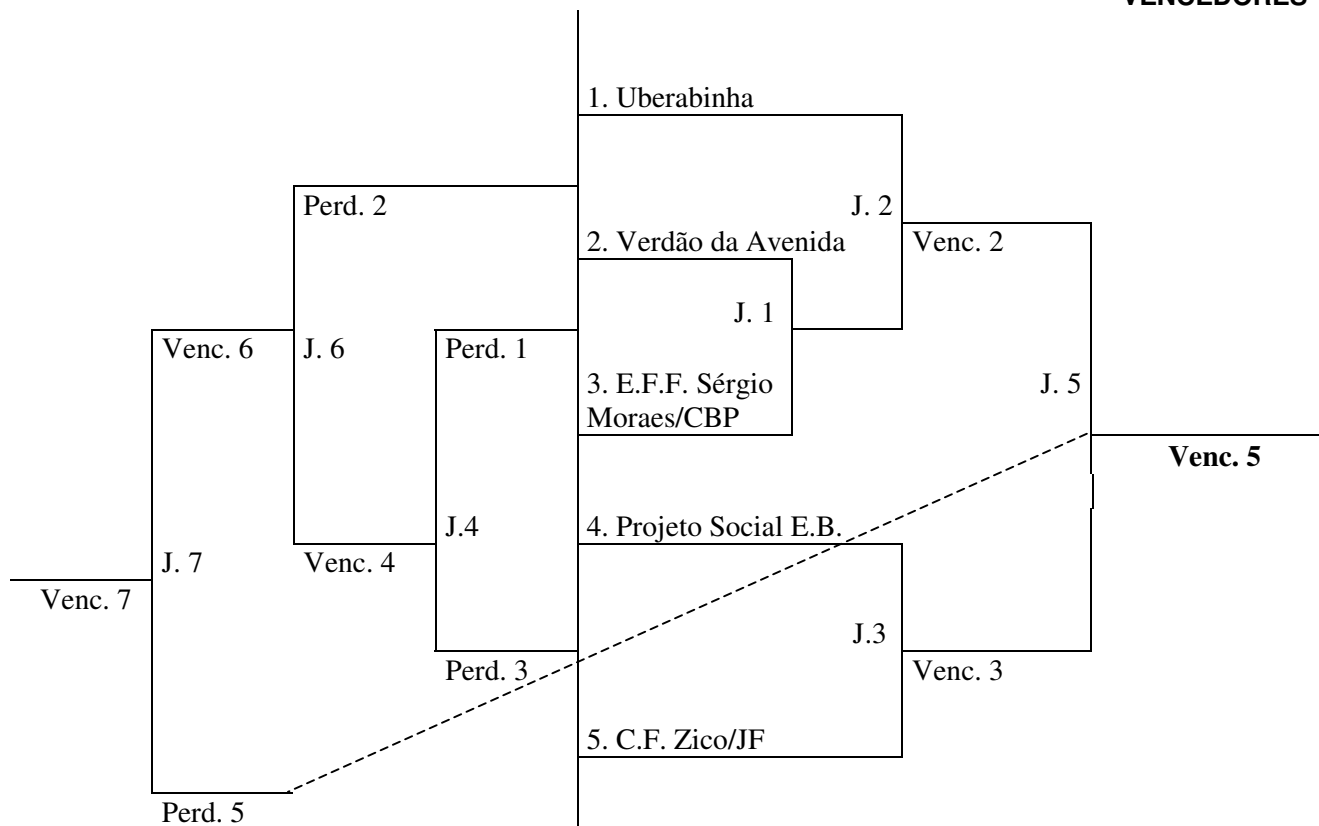 VENCEDORES
1. Uberabinha
Perd. 2
J. 2
2. Verdão da Avenida
Venc. 2
J. 1
Venc. 6
J. 6
Perd. 1
3. E.F.F. Sérgio
Moraes/CBP
J. 5
Venc. 5
4. Projeto Social E.B.
J.4
J. 7
Venc. 4
Venc. 7
J.3
Perd. 3
Venc. 3
5. C.F. Zico/JF
Perd. 5